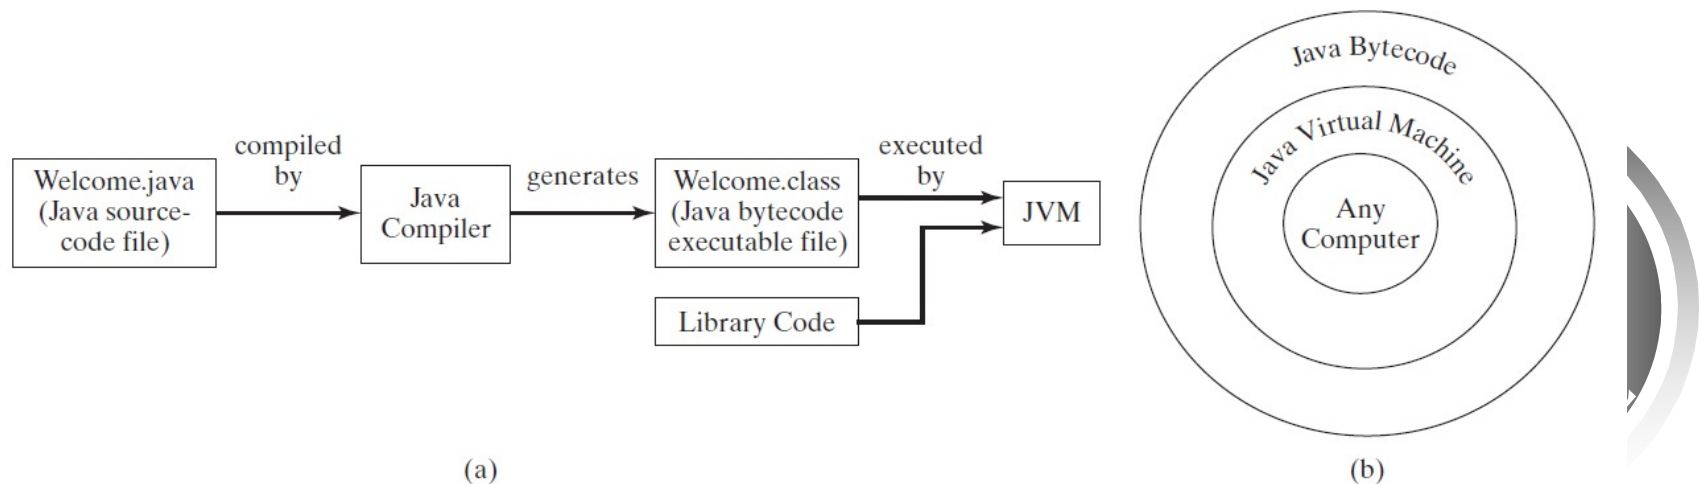 Welcome.java
(Java source-
code file)
compiled
by
Java
Compiler
generates
Welcome.class
(Java bytecode
executable file)
executed
by
JVM
Library Code
(a)
Java Bytecode
Java Virtual Machine
Any
Computer
(b)